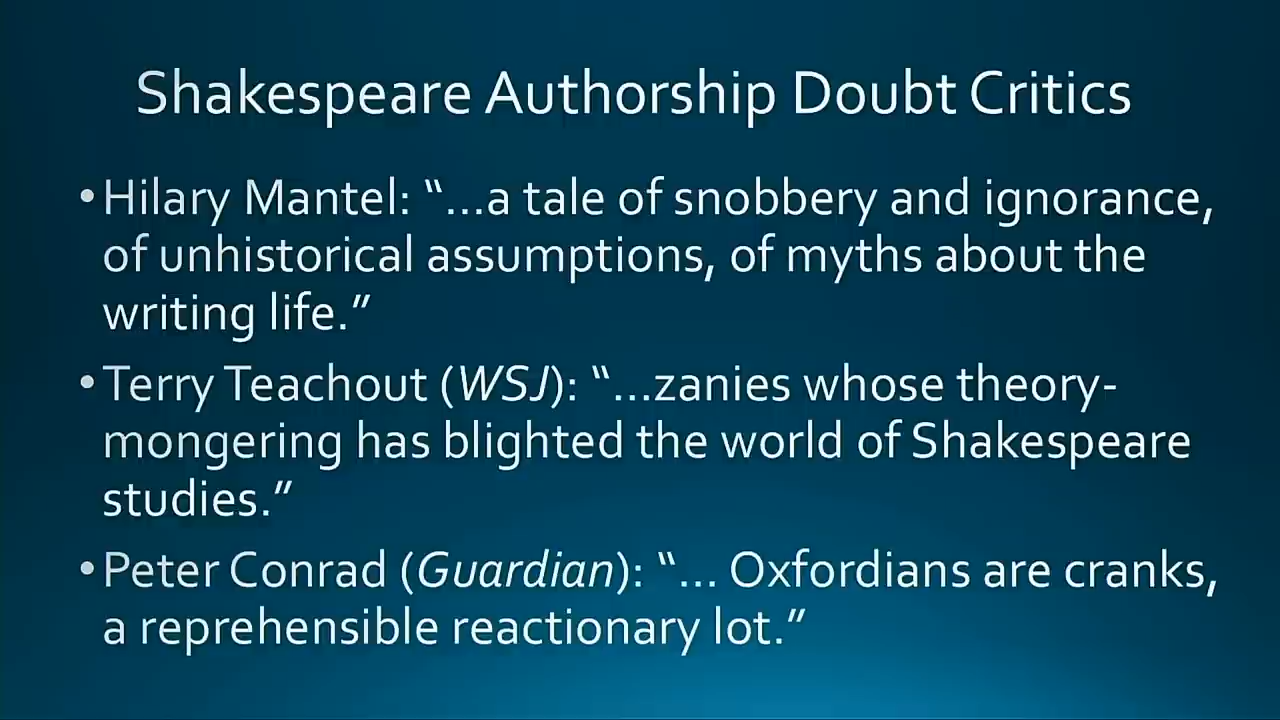 Shakespeare Authorship Doubt Critics
•Hilary Mantel: “…a tale of snobbery and ignorance,
of unhistorical assumptions, of myths about the
writing life.”
•Terry Teachout (WSJ): “…zanies whose theory-
mongering has blighted the world of Shakespeare
studies.”
•Peter Conrad (Guardian): “… Oxfordians are cranks,
a reprehensible reactionary lot.”